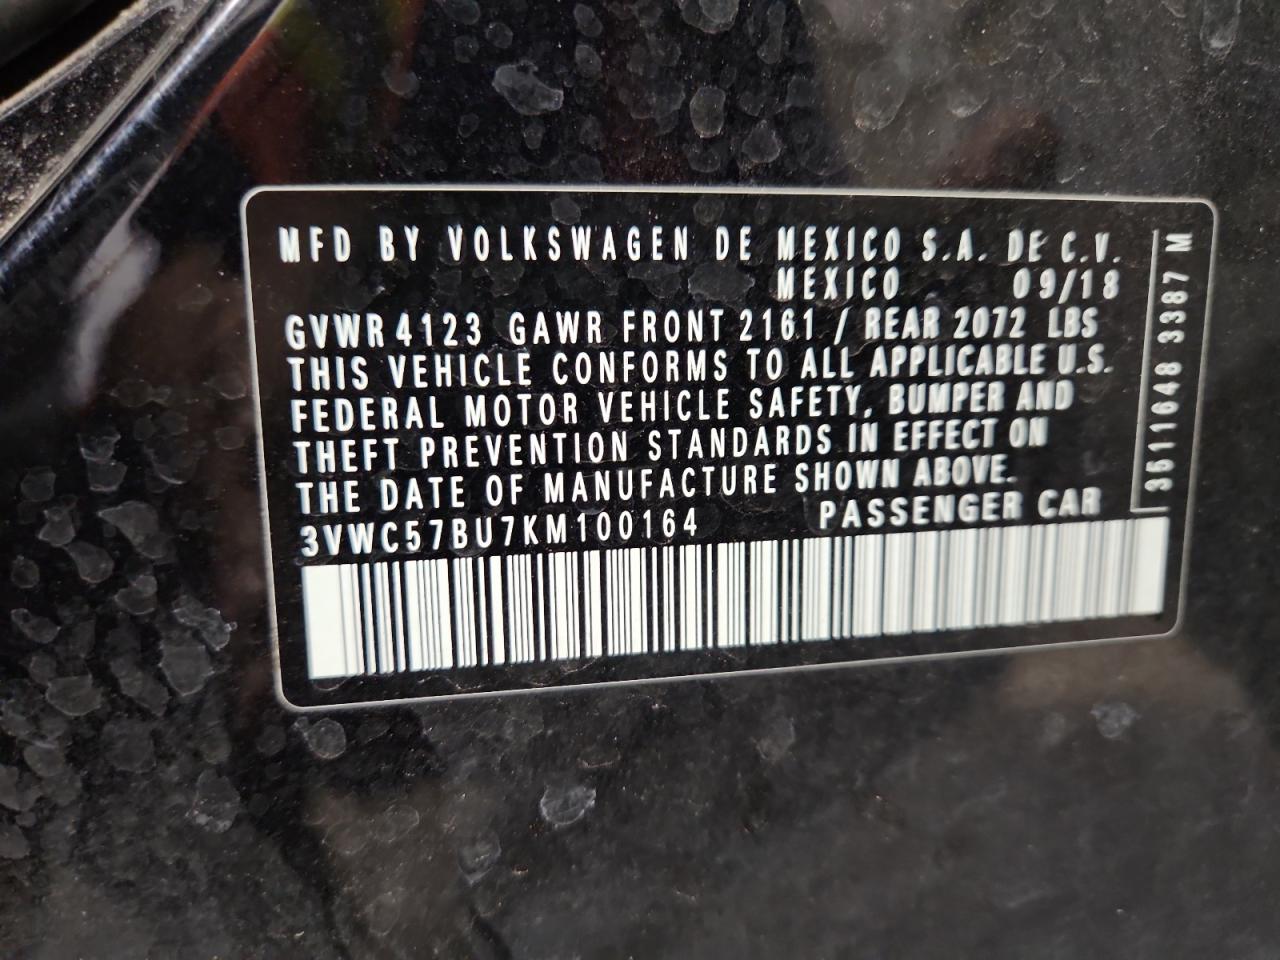 MFD BY VOLKSWAGEN DE MEXICO S.A. DE C.V.
MEXICO 09/18
GVWR 4123 GAWR FRONT 2161 / REAR 2072 LBS
THIS VEHICLE CONFORMS TO ALL APPLICABLE U.S.
FEDERAL MOTOR VEHICLE SAFETY, BUMPER AND
THEFT PREVENTION STANDARDS IN EFFECT ON
THE DATE OF MANUFACTURE SHOWN ABOVE.
3VWC57BU7KM100164 PASSENGER CAR
3611648 3387 M